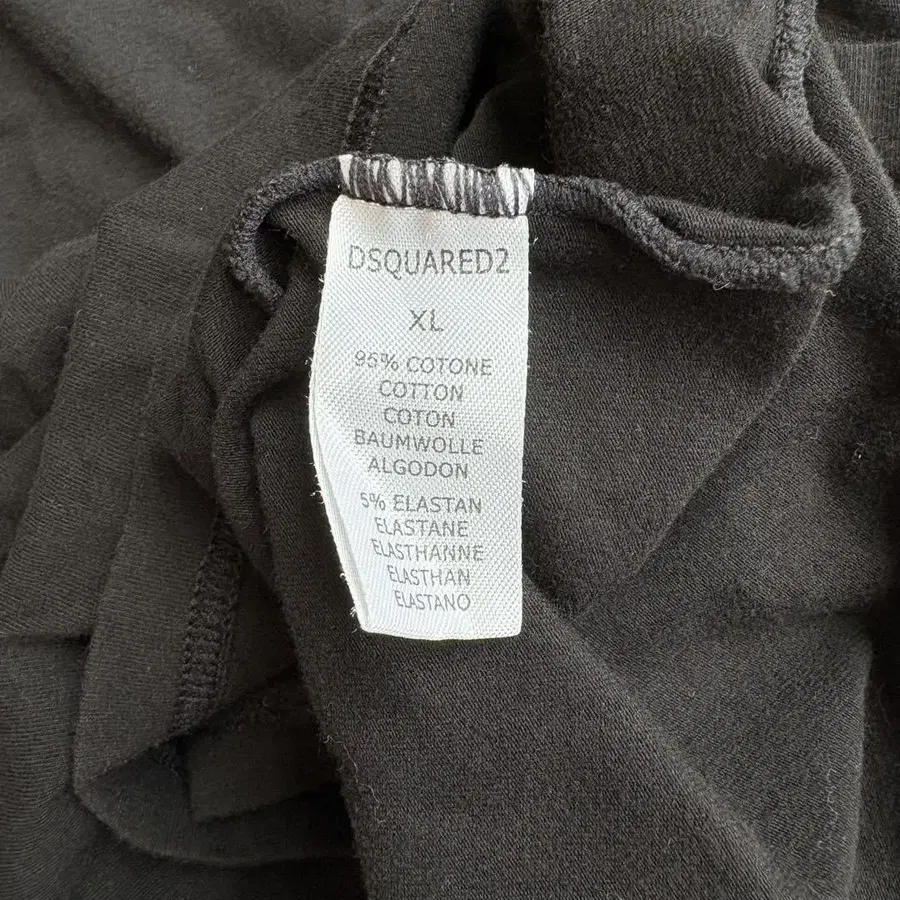 DSQUARED2
XL
95% COTONE
COTTON
COTON
BAUMWOLLE
ALGODON
5% ELASTAN
ELASTANE
ELASTHANNE
ELASTHAN
ELASTANO